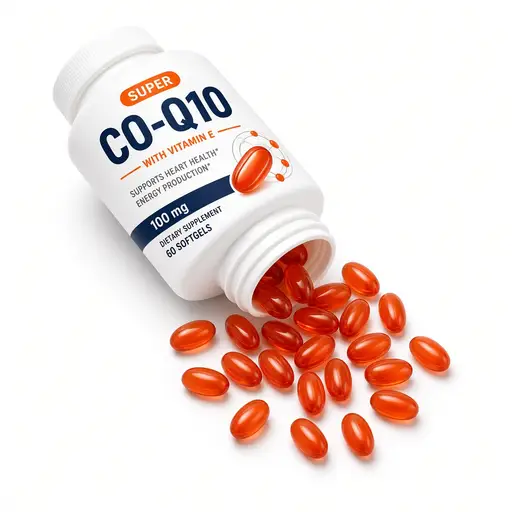 SUPER
CO-Q10
WITH VITAMIN E
SUPPORTS HEART HEALTH*
ENERGY PRODUCTION*
100 mg
DIETARY SUPPLEMENT
60 SOFTGELS